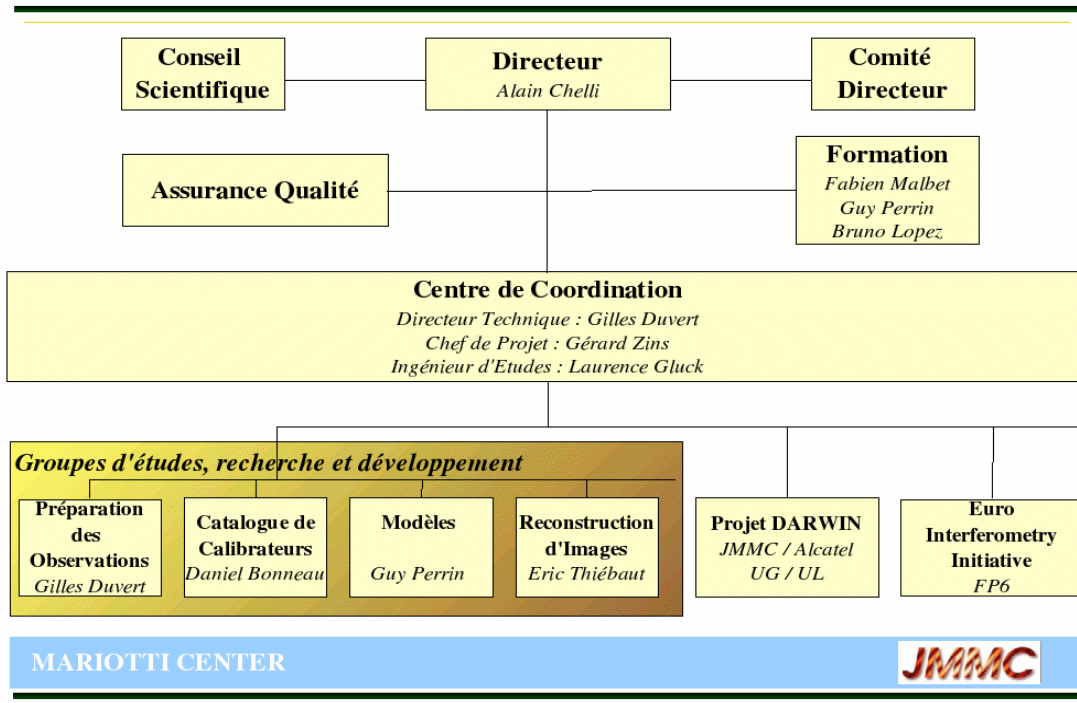 Conseil
Scientifique
Directeur
Alain Chelli
Comité
Directeur
Assurance Qualité
Formation
Fabien Malbet
Guy Perrin
Bruno Lopez
Centre de Coordination
Directeur Technique : Gilles Duvert
Chef de Projet : Gérard Zins
Ingénieur d'Etudes : Laurence Gluck
Groupes d'études, recherche et développement
Préparation
des
Observations
Gilles Duvert
Catalogue de
Calibrateurs
Daniel Bonneau
Modèles
Guy Perrin
Reconstruction
d'Images
Eric Thiébaut
Projet DARWIN
JMMC / Alcatel
UG / UL
Euro
Interferometry
Initiative
FP6
MARIOTTI CENTER
JMMC